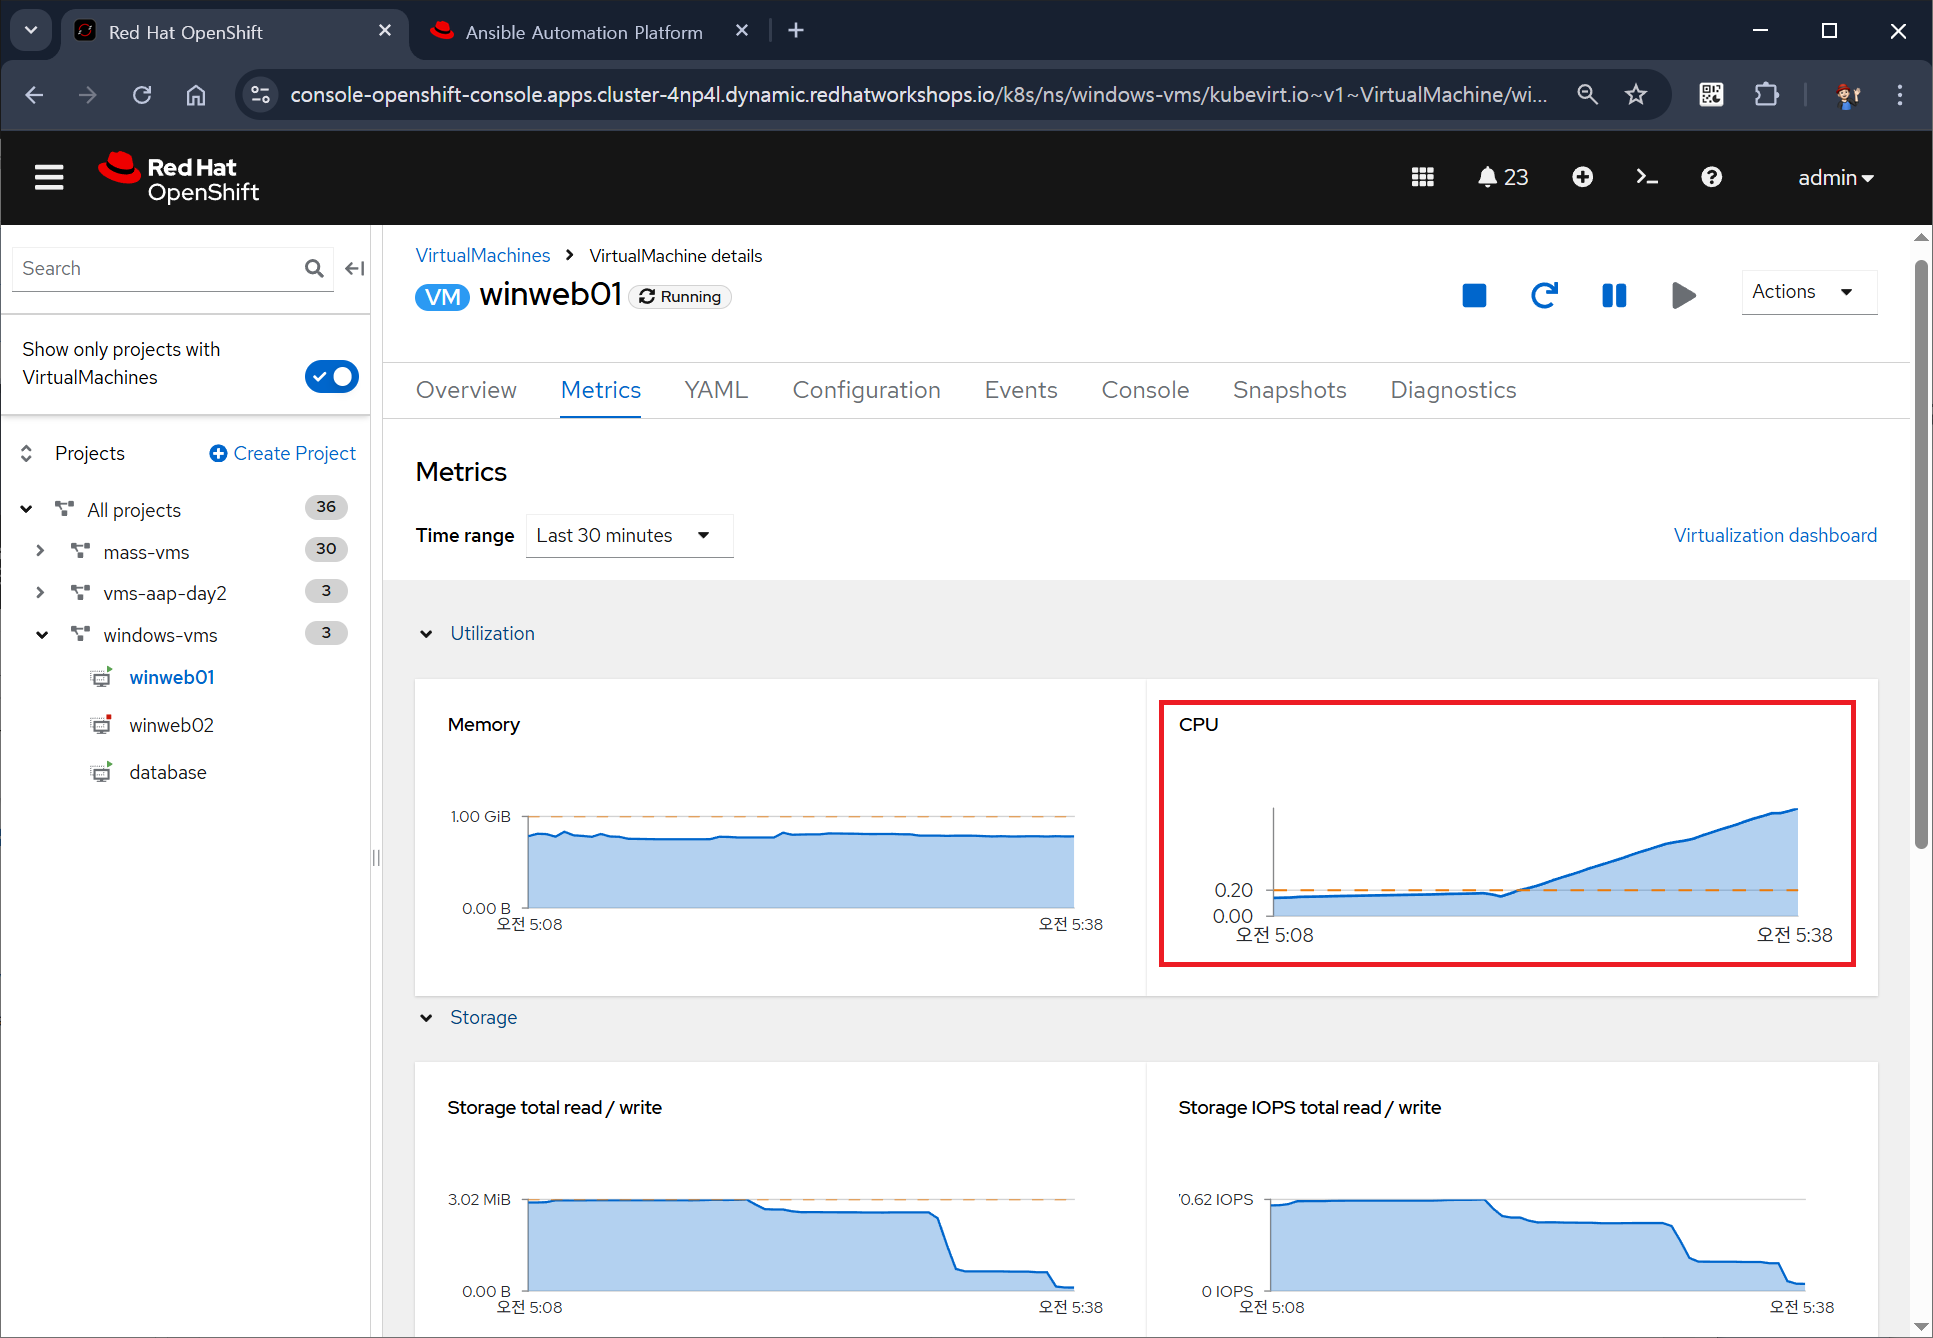 Red Hat OpenShift
Ansible Automation Platform
console-openshift-console.apps.cluster-4np4l.dynamic.redhatworkshops.io/k8s/ns/windows-vms/kubevirt.io~v1~VirtualMachine/wi...
Red Hat
OpenShift
23
admin
Search
Show only projects with
VirtualMachines
Projects
Create Project
All projects 36
mass-vms 30
vms-aap-day2 3
windows-vms 3
winweb01
winweb02
database
VirtualMachines VirtualMachine details
VM winweb01 Running
Actions
Overview Metrics YAML Configuration Events Console Snapshots Diagnostics
Metrics
Time range Last 30 minutes
Virtualization dashboard
Utilization
Memory
1.00 GiB
0.00 B
오전 5:08 오전 5:38
CPU
0.20
0.00
오전 5:08 오전 5:38
Storage
Storage total read / write
3.02 MiB
0.00 B
오전 5:08 오전 5:38
Storage IOPS total read / write
0.62 IOPS
0 IOPS
오전 5:08 오전 5:38